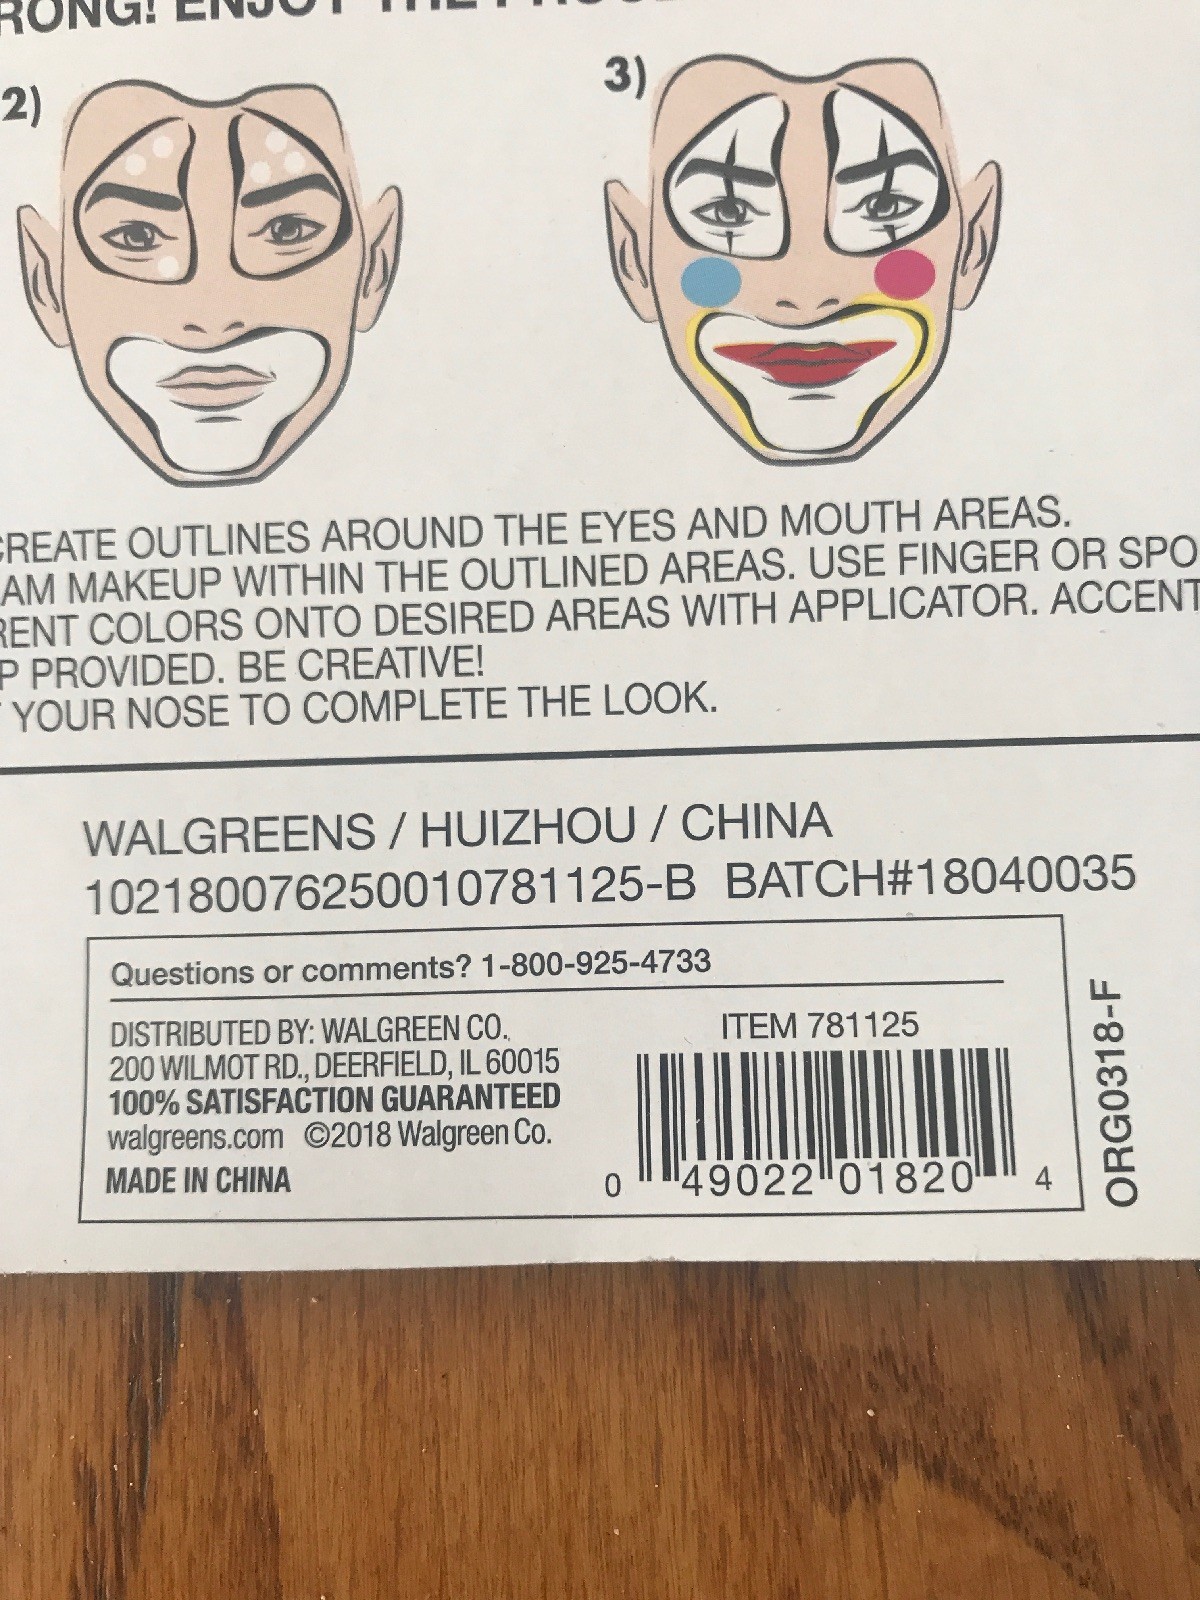 RONG! ENJOY THE
2)
3)
CREATE OUTLINES AROUND THE EYES AND MOUTH AREAS.
AM MAKEUP WITHIN THE OUTLINED AREAS. USE FINGER OR SPO
RENT COLORS ONTO DESIRED AREAS WITH APPLICATOR. ACCENT
P PROVIDED. BE CREATIVE!
YOUR NOSE TO COMPLETE THE LOOK.
WALGREENS / HUIZHOU / CHINA
102180076250010781125-B BATCH#18040035
Questions or comments? 1-800-925-4733
DISTRIBUTED BY: WALGREEN CO.,
200 WILMOT RD., DEERFIELD, IL 60015
100% SATISFACTION GUARANTEED
walgreens.com ©2018 Walgreen Co.
MADE IN CHINA
ITEM 781125
0 49022 01820 4
ORG0318-F